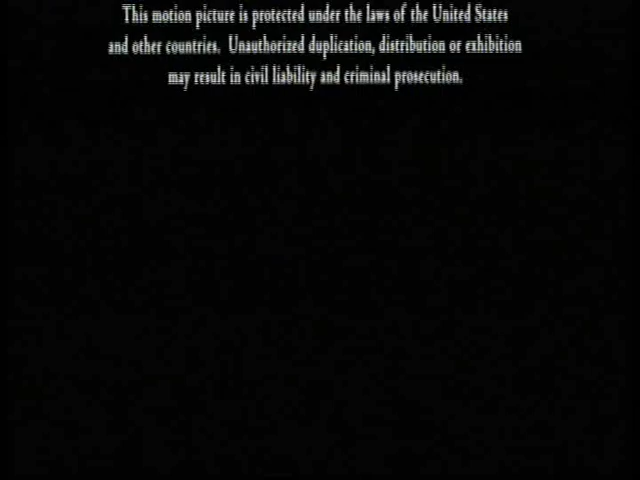 This motion picture is protected under the laws of the United States
and other countries. Unauthorized duplication, distribution or exhibition
may result in civil liability and criminal prosecution.